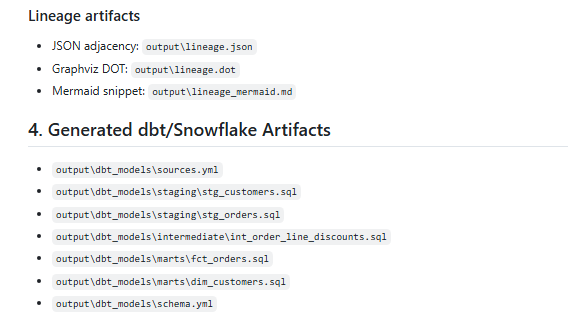 Lineage artifacts
JSON adjacency: output\lineage.json
Graphviz DOT: output\lineage.dot
Mermaid snippet: output\lineage_mermaid.md
4. Generated dbt/Snowflake Artifacts
output\dbt_models\sources.yml
output\dbt_models\staging\stg_customers.sql
output\dbt_models\staging\stg_orders.sql
output\dbt_models\intermediate\int_order_line_discounts.sql
output\dbt_models\marts\fct_orders.sql
output\dbt_models\marts\dim_customers.sql
output\dbt_models\schema.yml